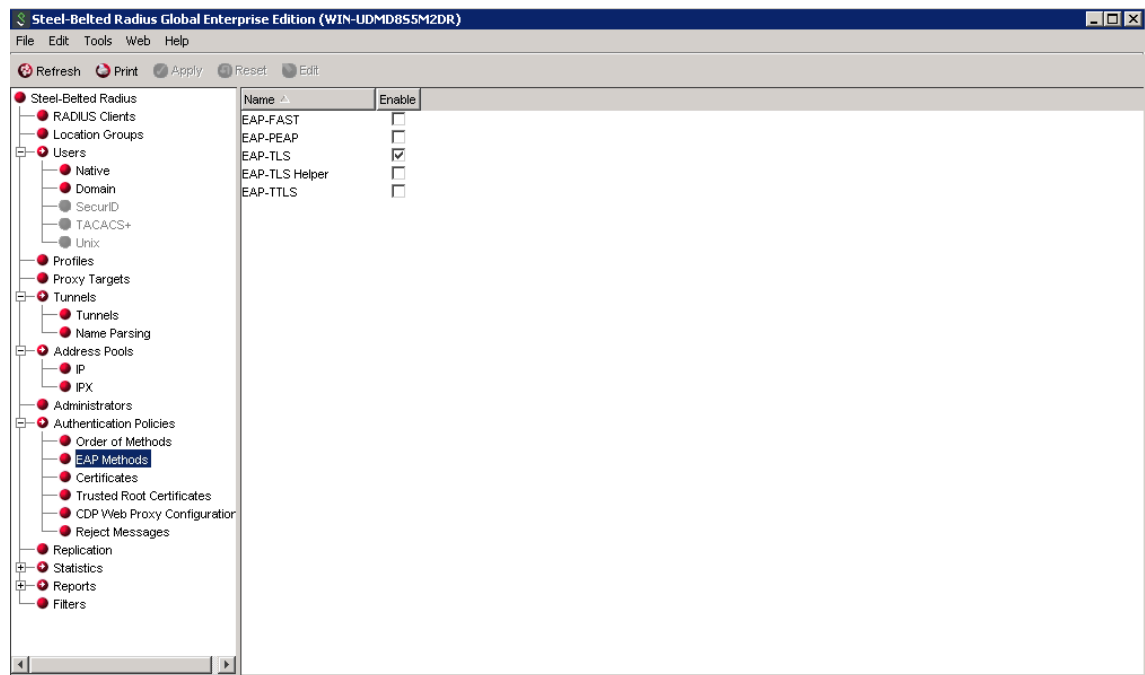 Steel-Belted Radius Global Enterprise Edition (WIN-UDMD8S5M2DR)
File Edit Tools Web Help
Refresh Print Apply Reset Edit
Steel-Belted Radius
RADIUS Clients
Location Groups
Users
Native
Domain
SecurID
TACACS+
Unix
Profiles
Proxy Targets
Tunnels
Tunnels
Name Parsing
Address Pools
IP
IPX
Administrators
Authentication Policies
Order of Methods
EAP Methods
Certificates
Trusted Root Certificates
CDP Web Proxy Configuration
Reject Messages
Replication
Statistics
Reports
Filters
Name Enable
EAP-FAST
EAP-PEAP
EAP-TLS
EAP-TLS Helper
EAP-TTLS